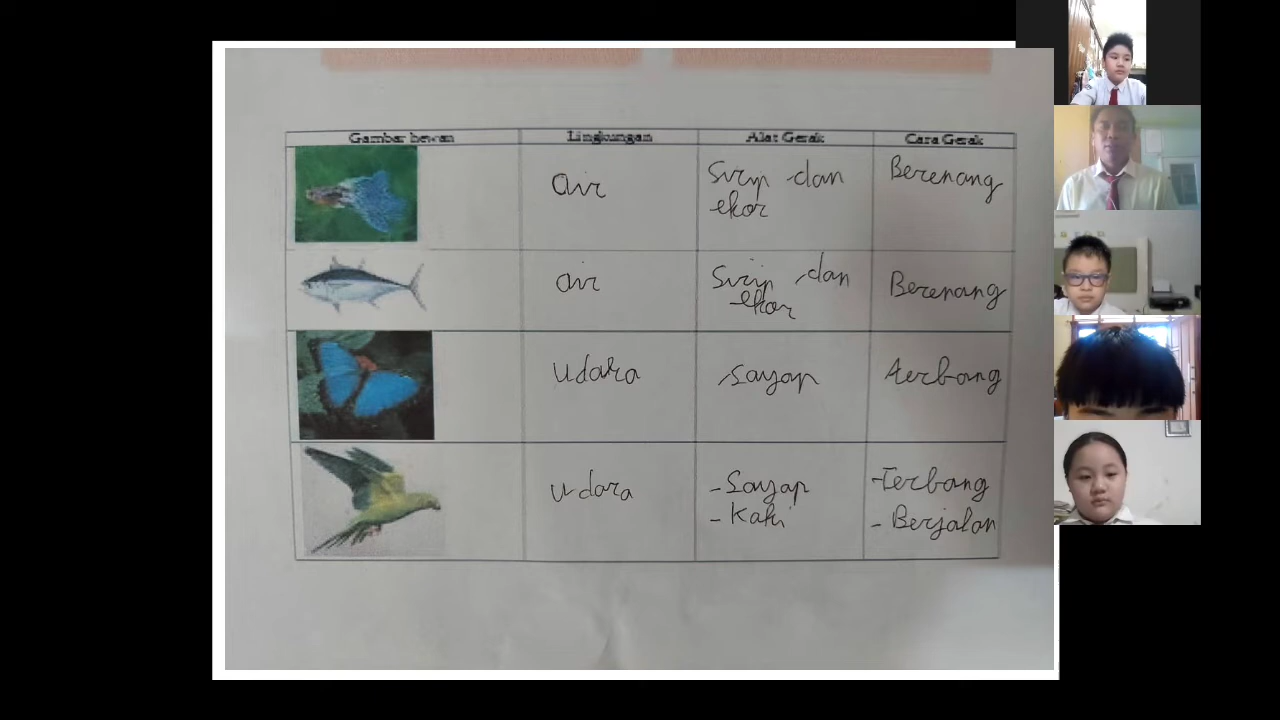 Gambar hewan Lingkungan Alat Gerak Cara Gerak
air Sirip dan Berenang
ekor
air Sirip dan Berenang
ekor
Udara Sayap terbang
udara - Sayap - Terbang
- Kaki - Berjalan